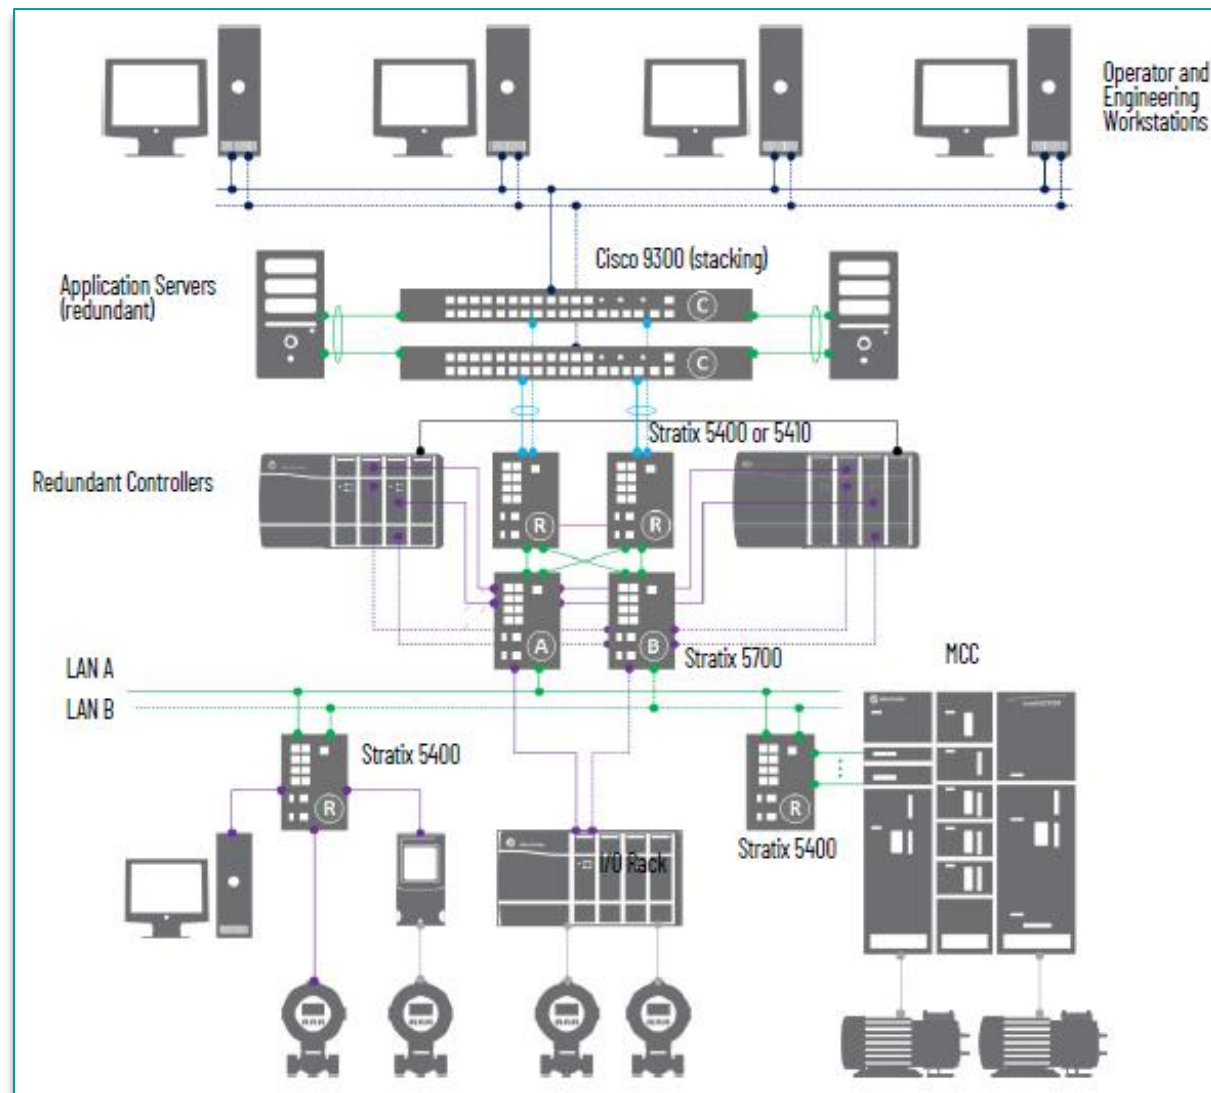 Operator and
Engineering
Workstations
Cisco 9300 (stacking)
Application Servers
(redundant)
C
C
Stratix 5400 or 5410
Redundant Controllers
R
R
A
B
Stratix 5700
MCC
LAN A
LAN B
Stratix 5400
R
R
Stratix 5400
I/O Rack